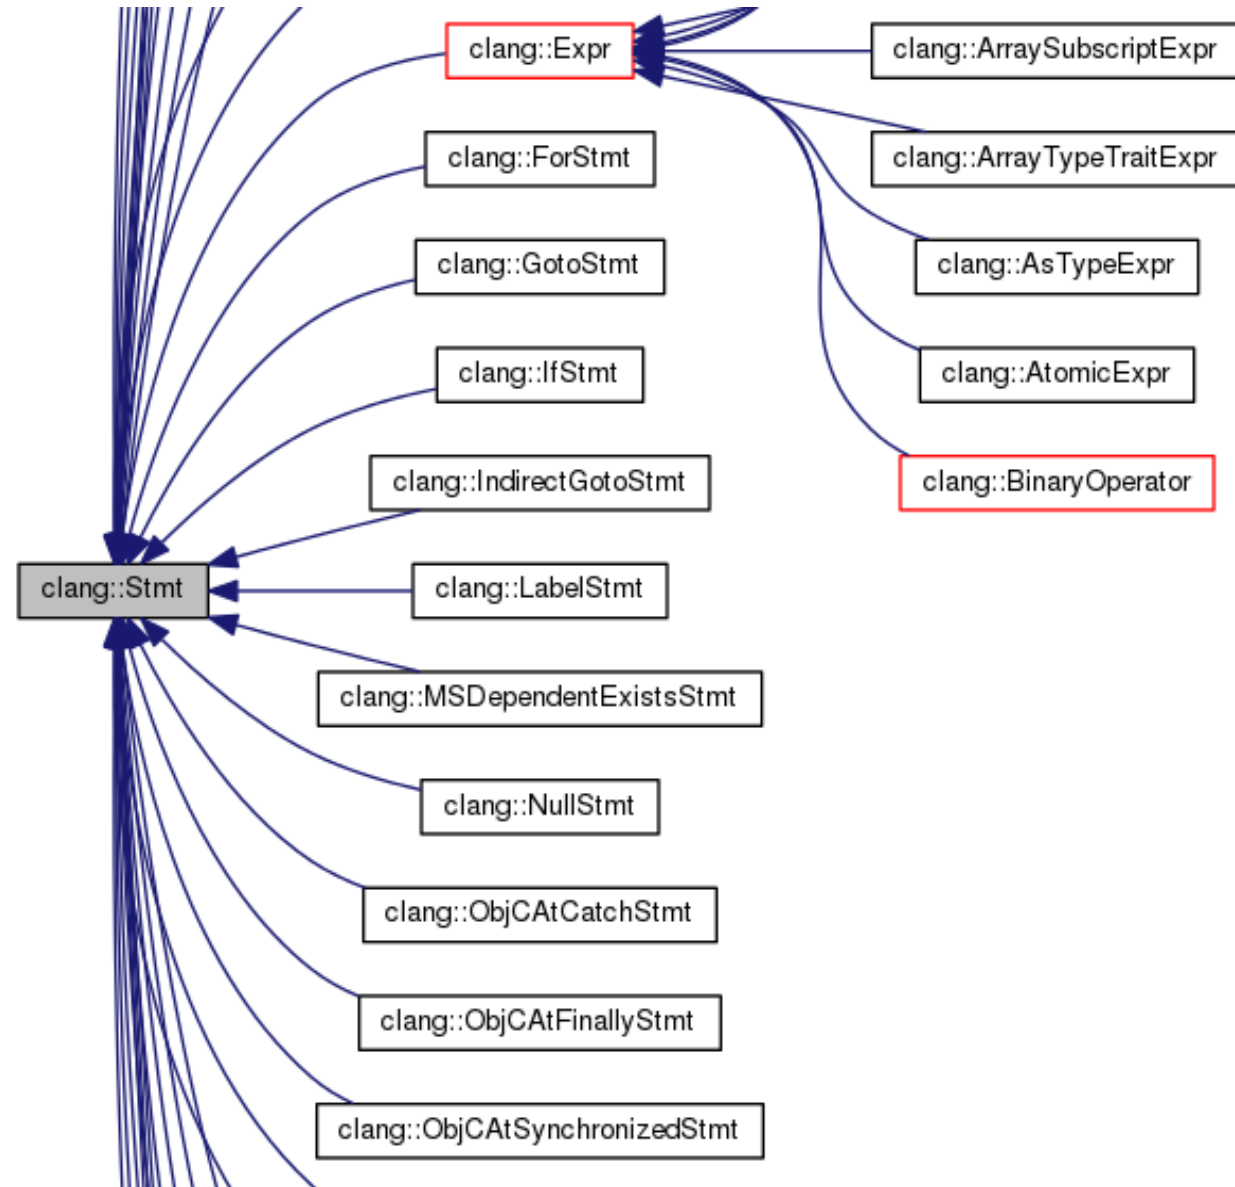 clang::Expr
clang::ArraySubscriptExpr
clang::ForStmt
clang::ArrayTypeTraitExpr
clang::GotoStmt
clang::AsTypeExpr
clang::IfStmt
clang::AtomicExpr
clang::IndirectGotoStmt
clang::BinaryOperator
clang::Stmt
clang::LabelStmt
clang::MSDependentExistsStmt
clang::NullStmt
clang::ObjCAtCatchStmt
clang::ObjCAtFinallyStmt
clang::ObjCAtSynchronizedStmt